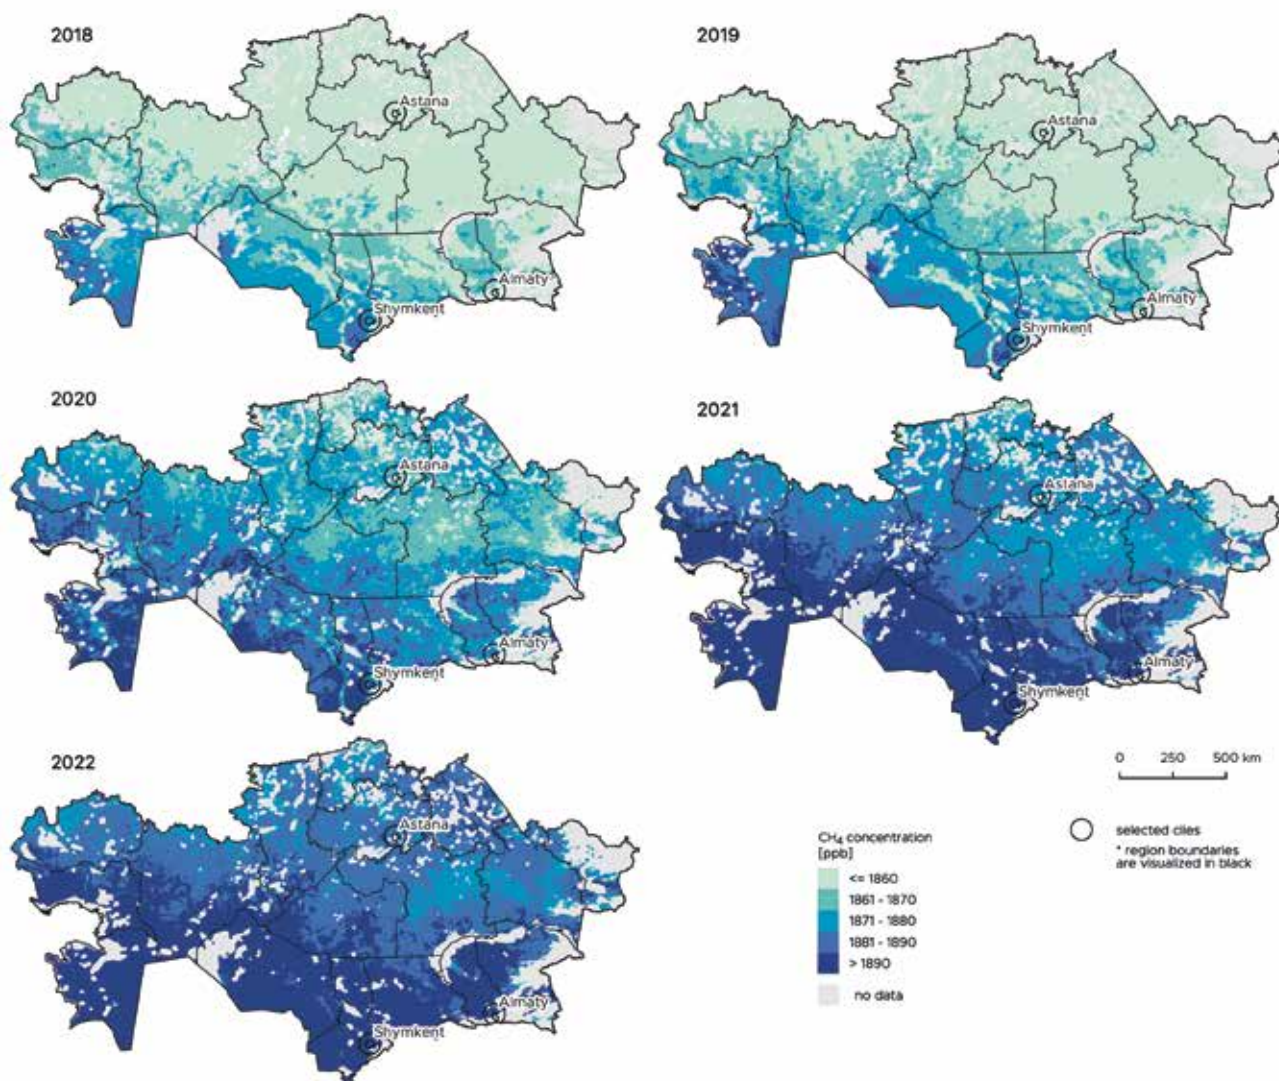 2018
Astana
Almaty
Shymkent
2019
Astana
Almaty
Shymkent
2020
Astana
Almaty
Shymkent
2021
Astana
Almaty
Shymkent
2022
Astana
Almaty
Shymkent
0 250 500 km
CH₄ concentration
[ppb]
<= 1860
1861 - 1870
1871 - 1880
1881 - 1890
> 1890
no data
selected ciies
* region boundaries
are visualized in black